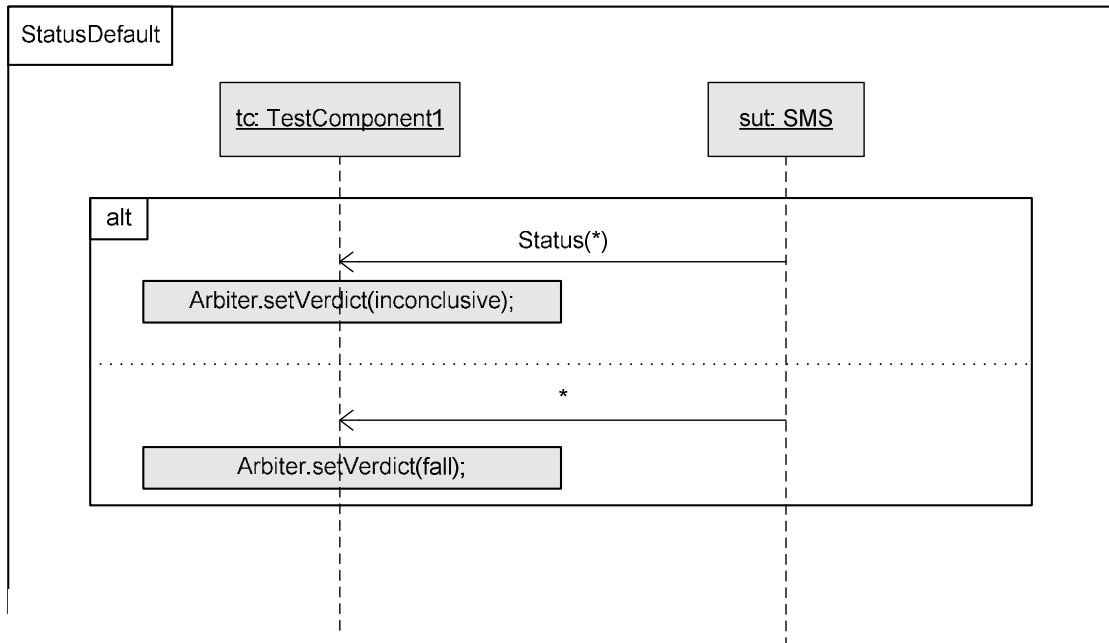 StatusDefault
tc: TestComponent1
sut: SMS
alt
Status(*)
Arbiter.setVerdict(inconclusive);
*
Arbiter.setVerdict(fall);